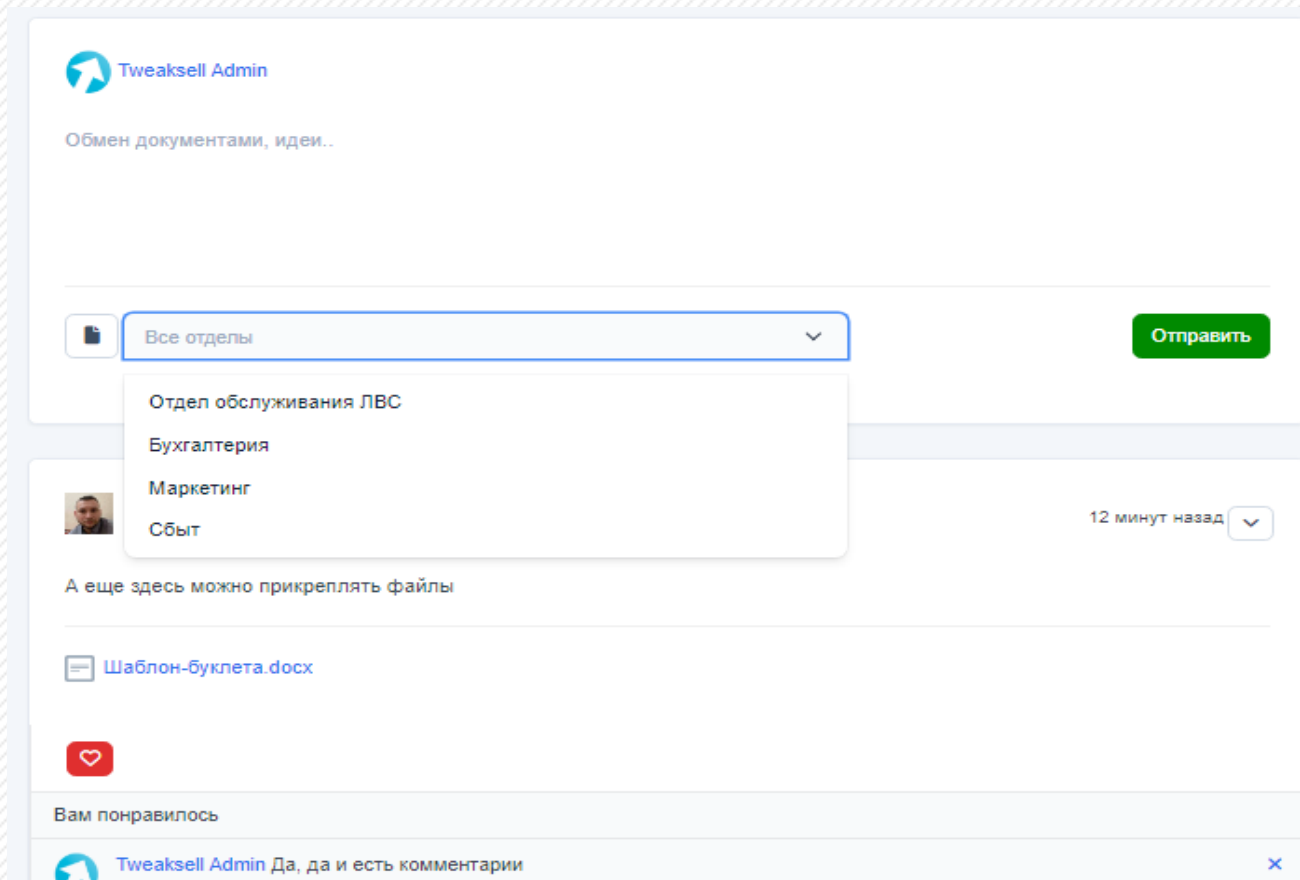 Tweaksell Admin
Обмен документами, идеи..
Все отделы
Отправить
Отдел обслуживания ЛВС
Бухгалтерия
Маркетинг
Сбыт
12 минут назад
А еще здесь можно прикреплять файлы
Шаблон-буклета.docx
Вам понравилось
Tweaksell Admin Да, да и есть комментарии